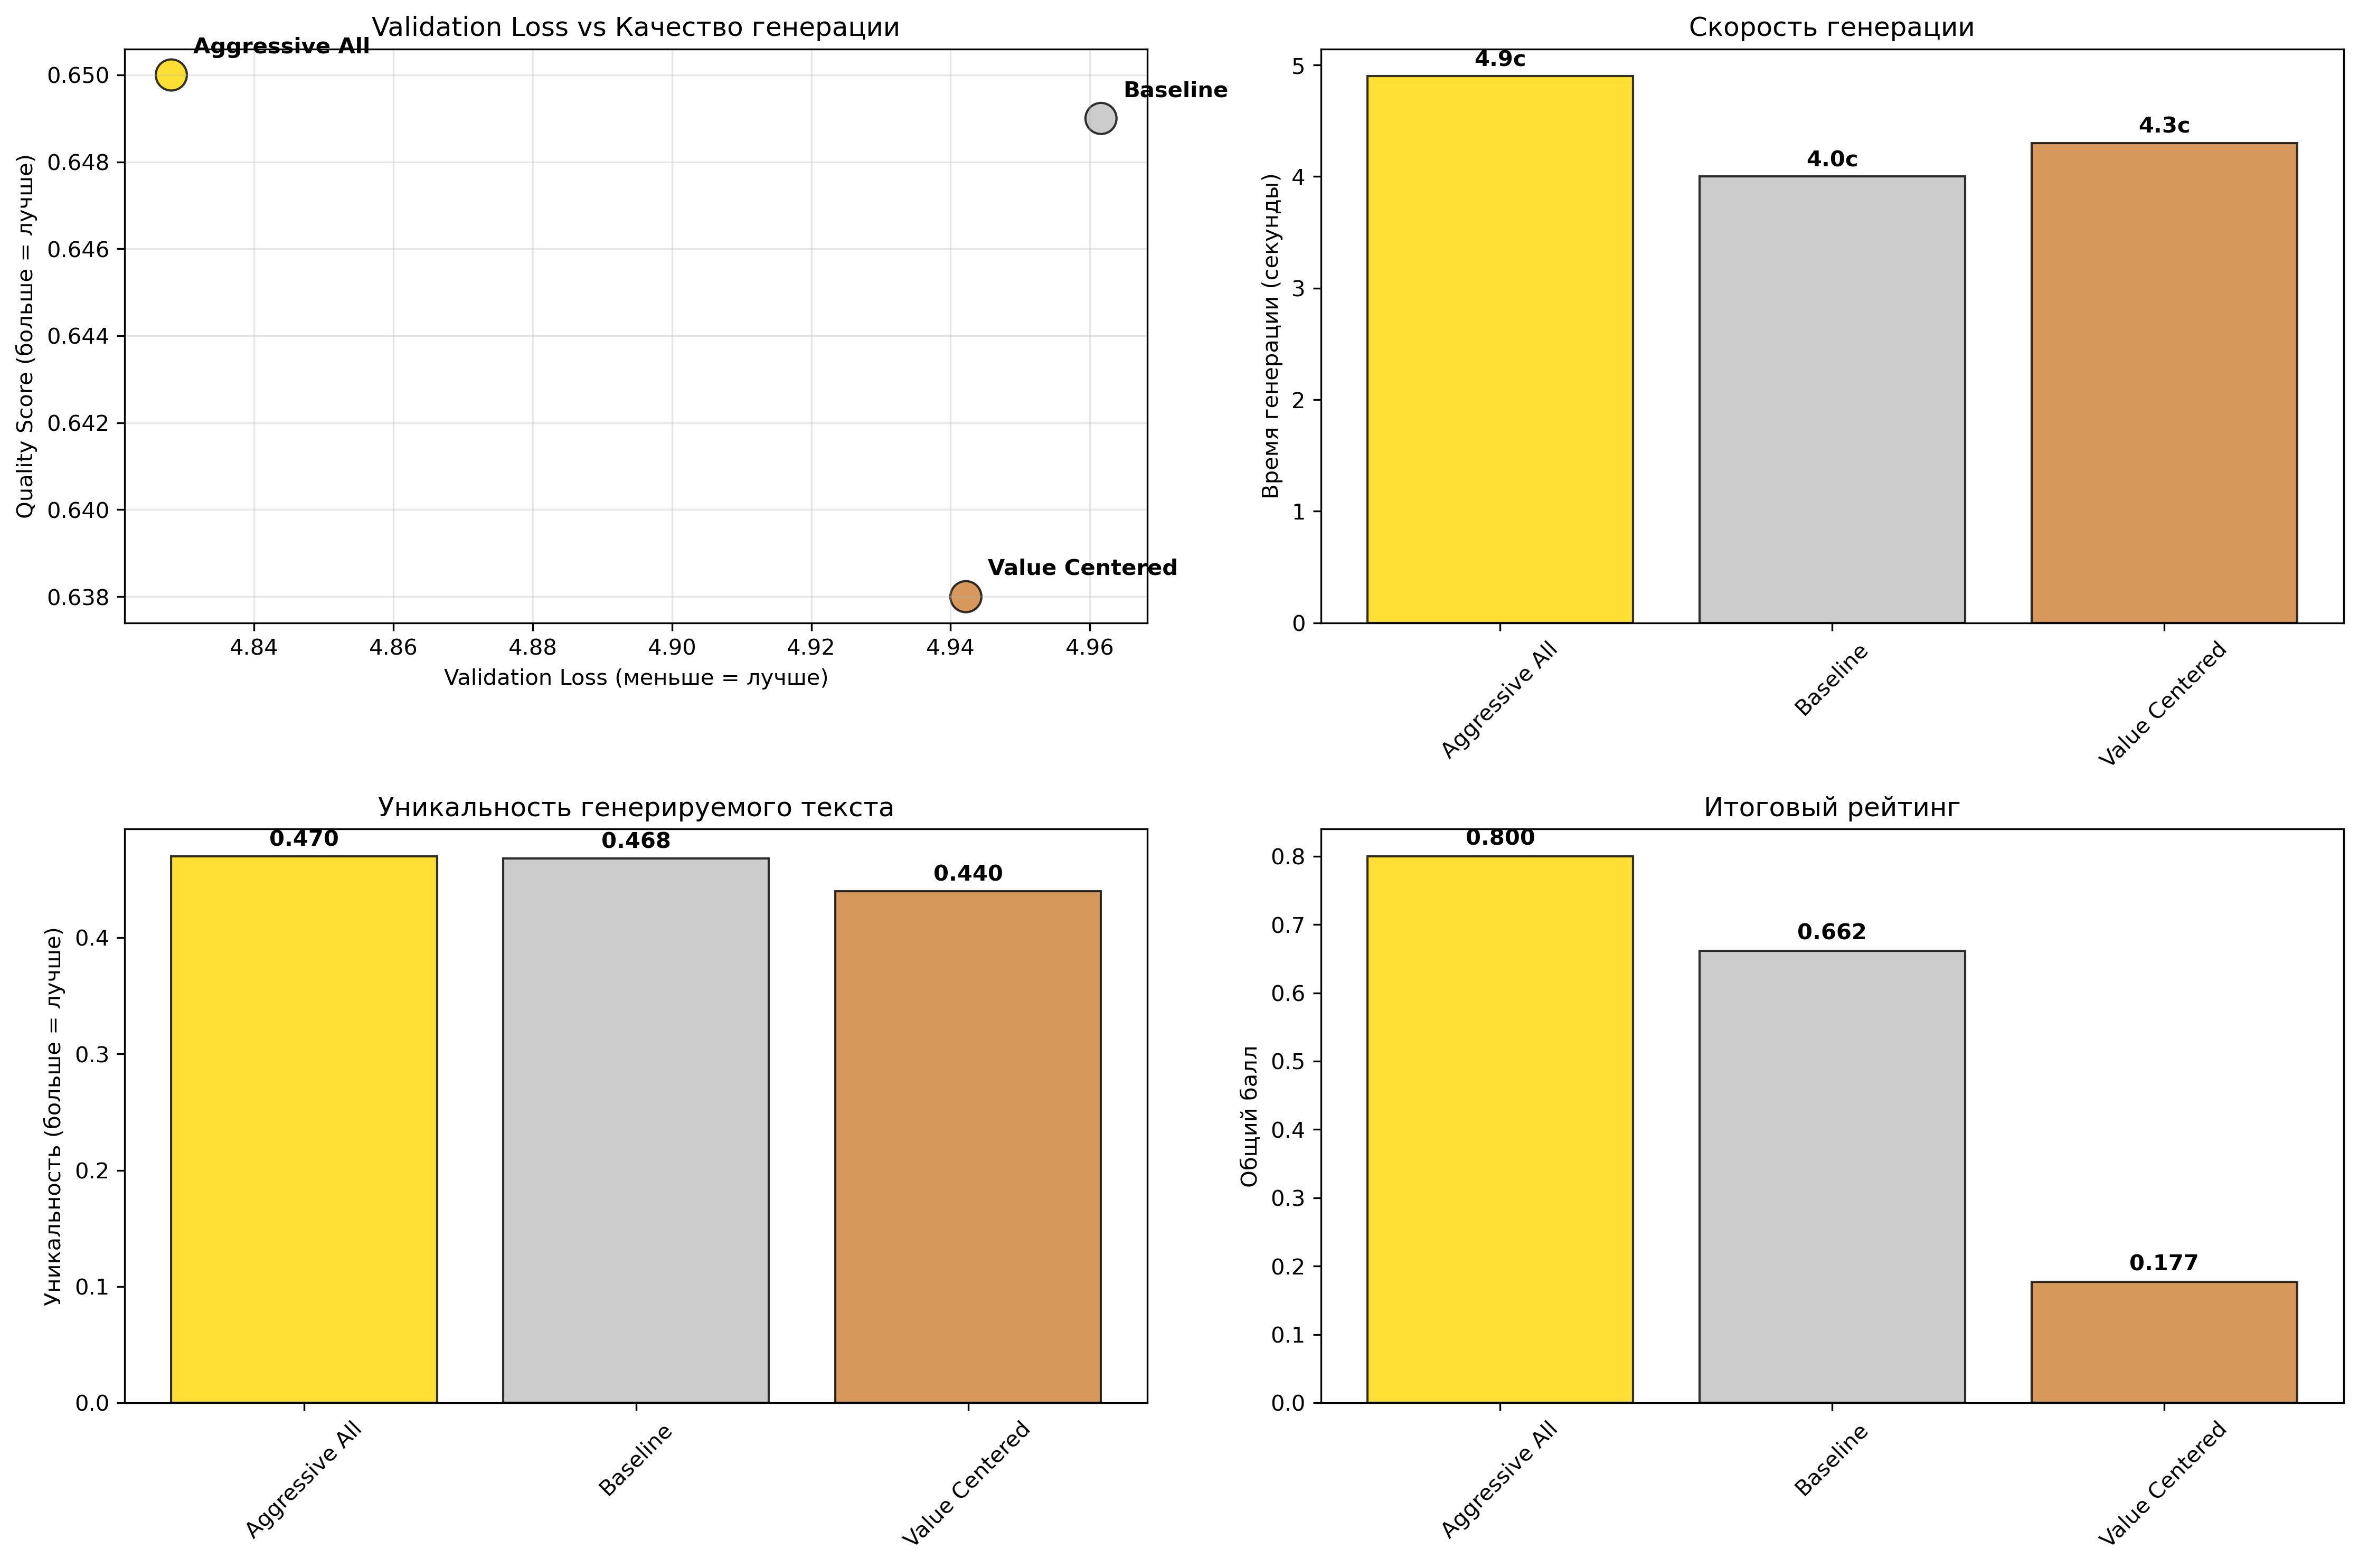 Validation Loss vs Качество генерации
Aggressive All
Baseline
Value Centered
Quality Score (больше = лучше)
0.650
0.648
0.646
0.644
0.642
0.640
0.638
4.84 4.86 4.88 4.90 4.92 4.94 4.96
Validation Loss (меньше = лучше)
Скорость генерации
4.9с
4.0с
4.3с
Время генерации (секунды)
5
4
3
2
1
0
Aggressive All
Baseline
Value Centered
Уникальность генерируемого текста
0.470
0.468
0.440
Уникальность (больше = лучше)
0.4
0.3
0.2
0.1
0.0
Aggressive All
Baseline
Value Centered
Итоговый рейтинг
0.800
0.662
0.177
Общий балл
0.8
0.7
0.6
0.5
0.4
0.3
0.2
0.1
0.0
Aggressive All
Baseline
Value Centered